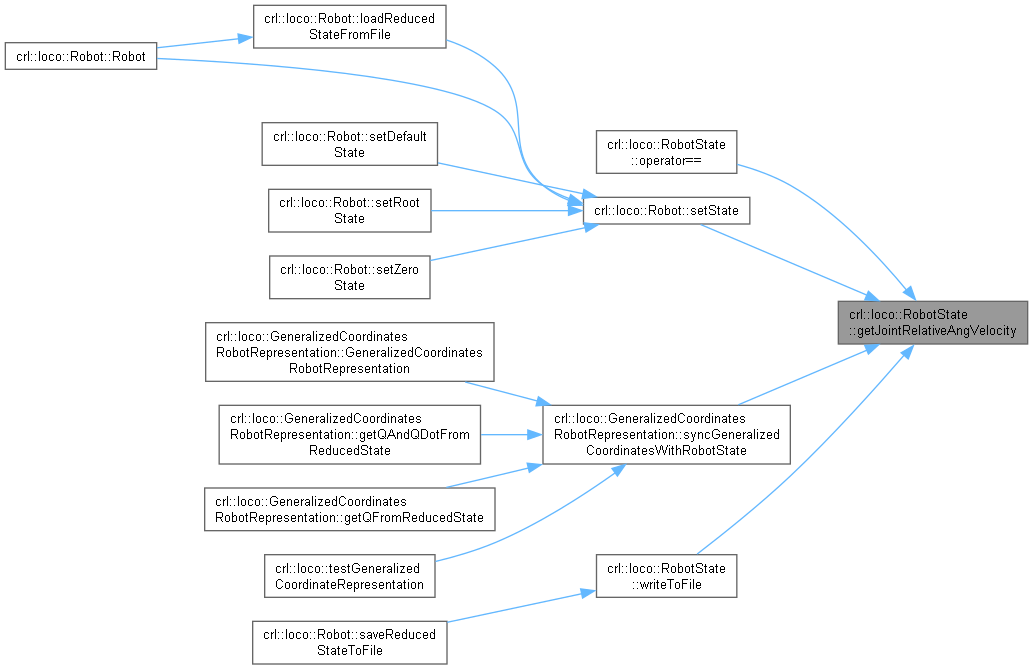 crl::loco::Robot::loadReduced
StateFromFile
crl::loco::Robot::Robot
crl::loco::Robot::setDefault
State
crl::loco::RobotState
::operator==
crl::loco::Robot::setRoot
State
crl::loco::Robot::setState
crl::loco::Robot::setZero
State
crl::loco::RobotState
::getJointRelativeAngVelocity
crl::loco::GeneralizedCoordinates
RobotRepresentation::GeneralizedCoordinates
RobotRepresentation
crl::loco::GeneralizedCoordinates
RobotRepresentation::getQAndQDotFrom
ReducedState
crl::loco::GeneralizedCoordinates
RobotRepresentation::syncGeneralized
CoordinatesWithRobotState
crl::loco::GeneralizedCoordinates
RobotRepresentation::getQFromReducedState
crl::loco::testGeneralized
CoordinateRepresentation
crl::loco::RobotState
::writeToFile
crl::loco::Robot::saveReduced
StateToFile